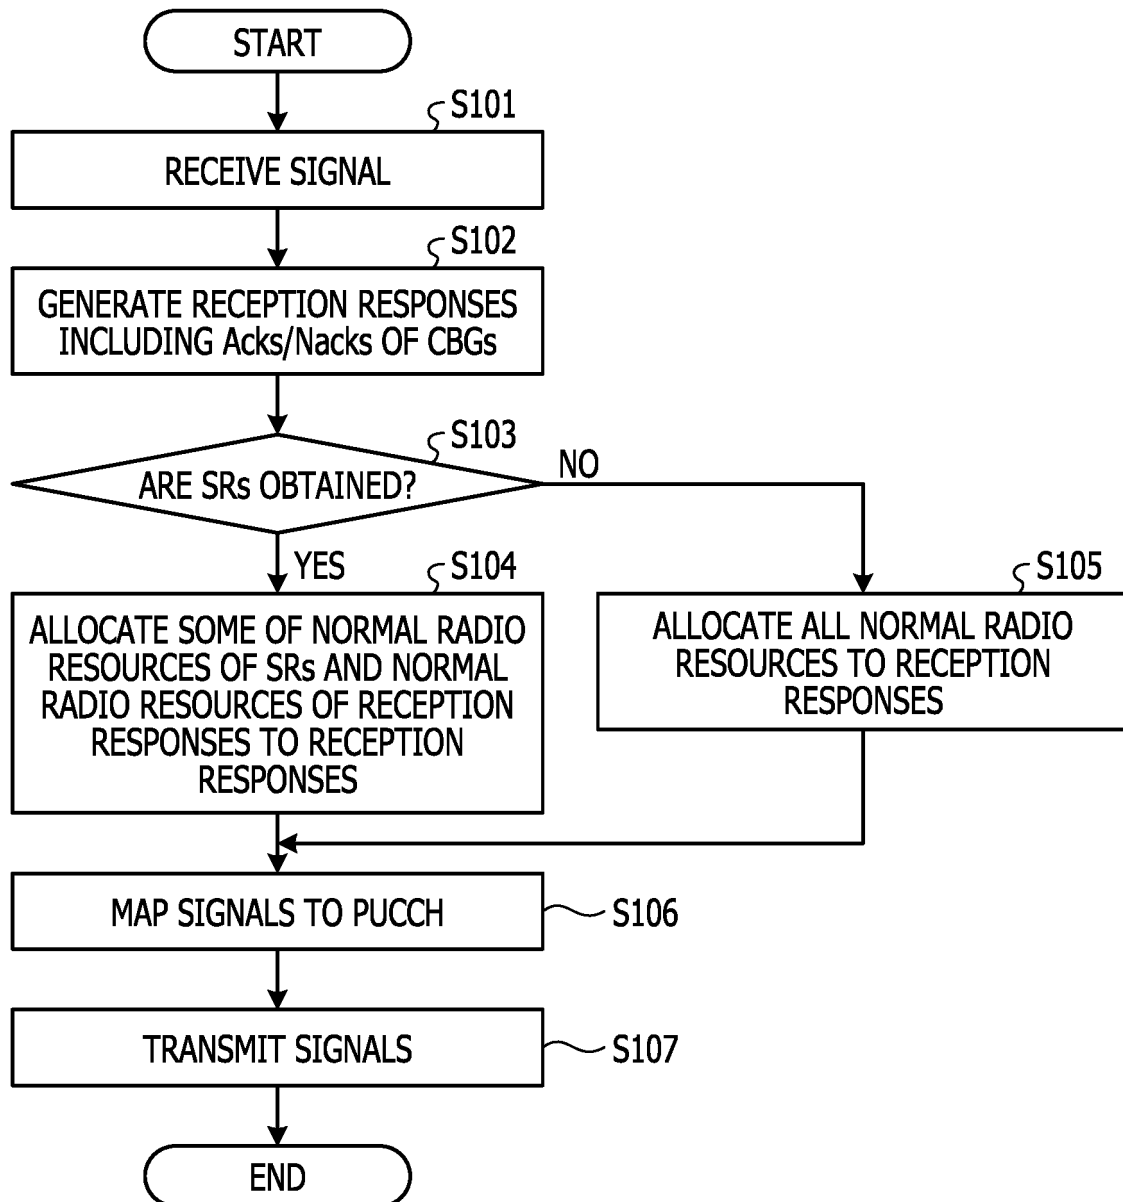 START
S101
RECEIVE SIGNAL
S102
GENERATE RECEPTION RESPONSES
INCLUDING Acks/Nacks OF CBGs
S103
ARE SRs OBTAINED?
NO
YES
S104
ALLOCATE SOME OF NORMAL RADIO
RESOURCES OF SRs AND NORMAL
RADIO RESOURCES OF RECEPTION
RESPONSES TO RECEPTION
RESPONSES
S105
ALLOCATE ALL NORMAL RADIO
RESOURCES TO RECEPTION
RESPONSES
MAP SIGNALS TO PUCCH
S106
TRANSMIT SIGNALS
S107
END